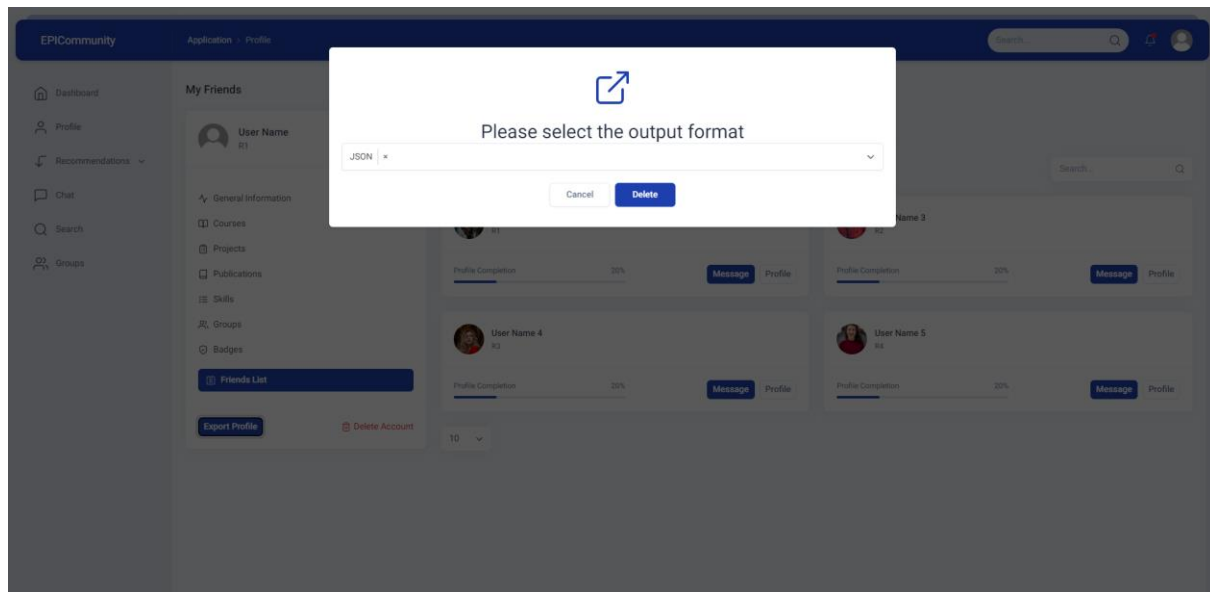 EPICommunity
Application > Profile
Search...
Dashboard
Profile
Recommendations
Chat
Search
Groups
My Friends
User Name
R3
General Information
Courses
Projects
Publications
Skills
Groups
Badges
Friends List
Export Profile
Delete Account
Please select the output format
JSON ×
Cancel
Delete
Search...
R1
Profile Completion 20%
Message Profile
Name 3
R2
Profile Completion 20%
Message Profile
User Name 4
R3
Profile Completion 20%
Message Profile
User Name 5
R4
Profile Completion 20%
Message Profile
10